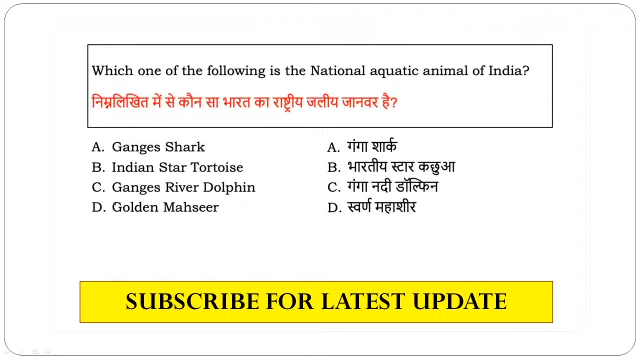 Which one of the following is the National aquatic animal of India?
निम्नलिखित में से कौन सा भारत का राष्ट्रीय जलीय जानवर है?
A. Ganges Shark
B. Indian Star Tortoise
C. Ganges River Dolphin
D. Golden Mahseer
A. गंगा शार्क
B. भारतीय स्टार कछुआ
C. गंगा नदी डॉल्फिन
D. स्वर्ण महाशीर
SUBSCRIBE FOR LATEST UPDATE